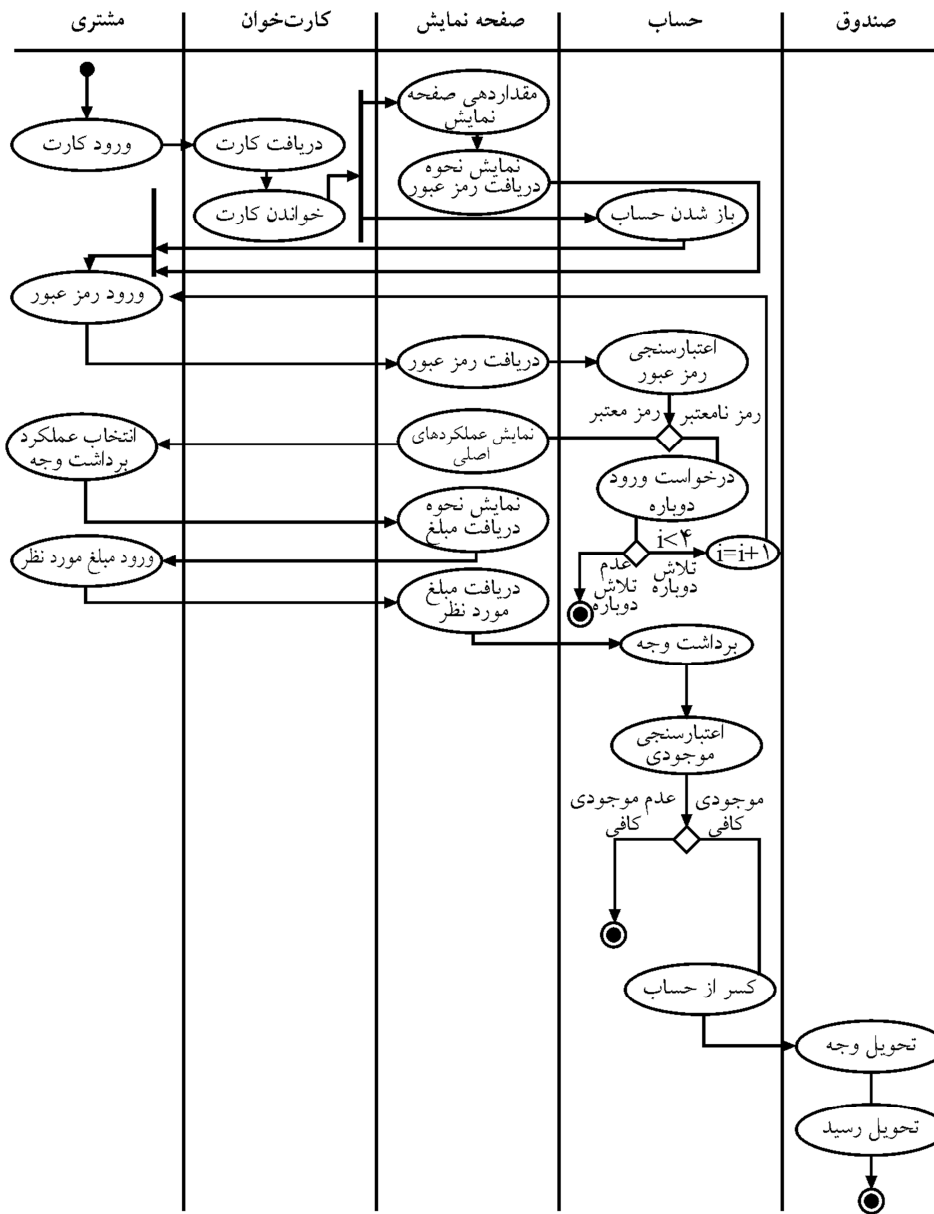 مشتری
کارت‌خوان
صفحه نمایش
حساب
صندوق
مقداردهی صفحه
نمایش
ورود کارت
دریافت کارت
نمایش نحوه
دریافت رمز عبور
خواندن کارت
باز شدن حساب
ورود رمز عبور
دریافت رمز عبور
اعتبارسنجی
رمز عبور
رمز معتبر
رمز نامعتبر
نمایش عملکردهای
اصلی
انتخاب عملکرد
برداشت وجه
درخواست ورود
دوباره
نمایش نحوه
دریافت مبلغ
i<۴
i=i+۱
تلاش
دوباره
عدم
تلاش
دوباره
ورود مبلغ مورد نظر
دریافت مبلغ
مورد نظر
برداشت وجه
اعتبارسنجی
موجودی
موجودی
کافی
عدم موجودی
کافی
کسر از حساب
تحویل وجه
تحویل رسید